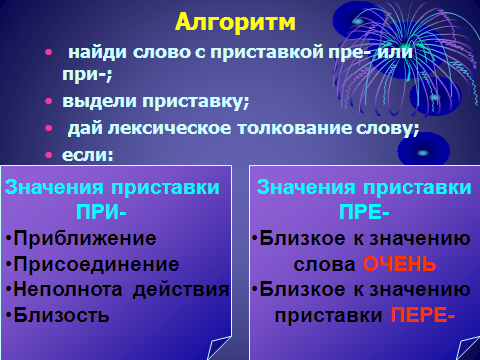 Алгоритм
• найди слово с приставкой пре- или
при-;
• выдели приставку;
• дай лексическое толкование слову;
• если:
Значения приставки
ПРИ-
•Приближение
•Присоединение
•Неполнота действия
•Близость
Значения приставки
ПРЕ-
•Близкое к значению
слова ОЧЕНЬ
•Близкое к значению
приставки ПЕРЕ-